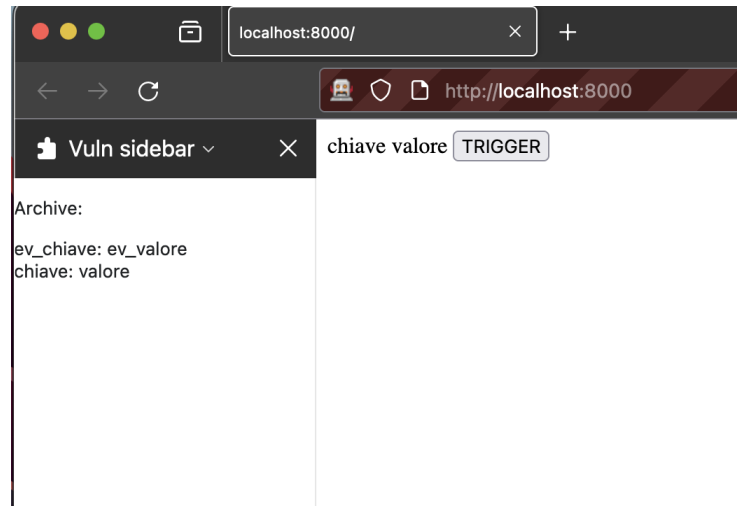 localhost:8000/
http://localhost:8000
Vuln sidebar
chiave valore TRIGGER
Archive:
ev_chiave: ev_valore
chiave: valore